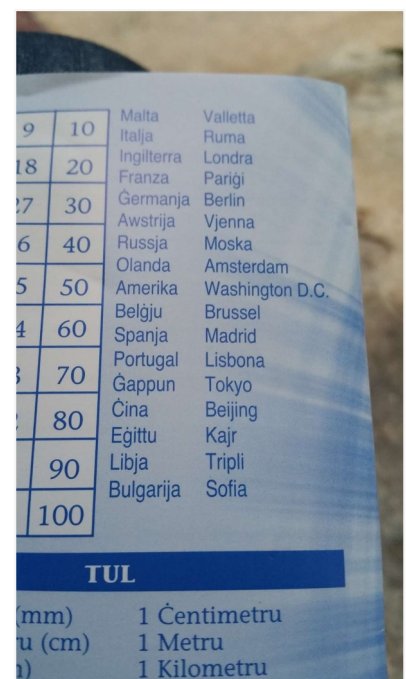 9 10
18 20
27 30
6 40
5 50
4 60
70
80
90
100
Malta Valletta
Italja Ruma
Ingilterra Londra
Franza Pariġi
Ġermanja Berlin
Awstrija Vjenna
Russja Moska
Olanda Amsterdam
Amerika Washington D.C.
Belġju Brussel
Spanja Madrid
Portugal Lisbona
Ġappun Tokyo
Ċina Beijing
Eġittu Kajr
Libja Tripli
Bulgarija Sofia
TUL
(mm) 1 Ċentimetru
u (cm) 1 Metru
) 1 Kilometru